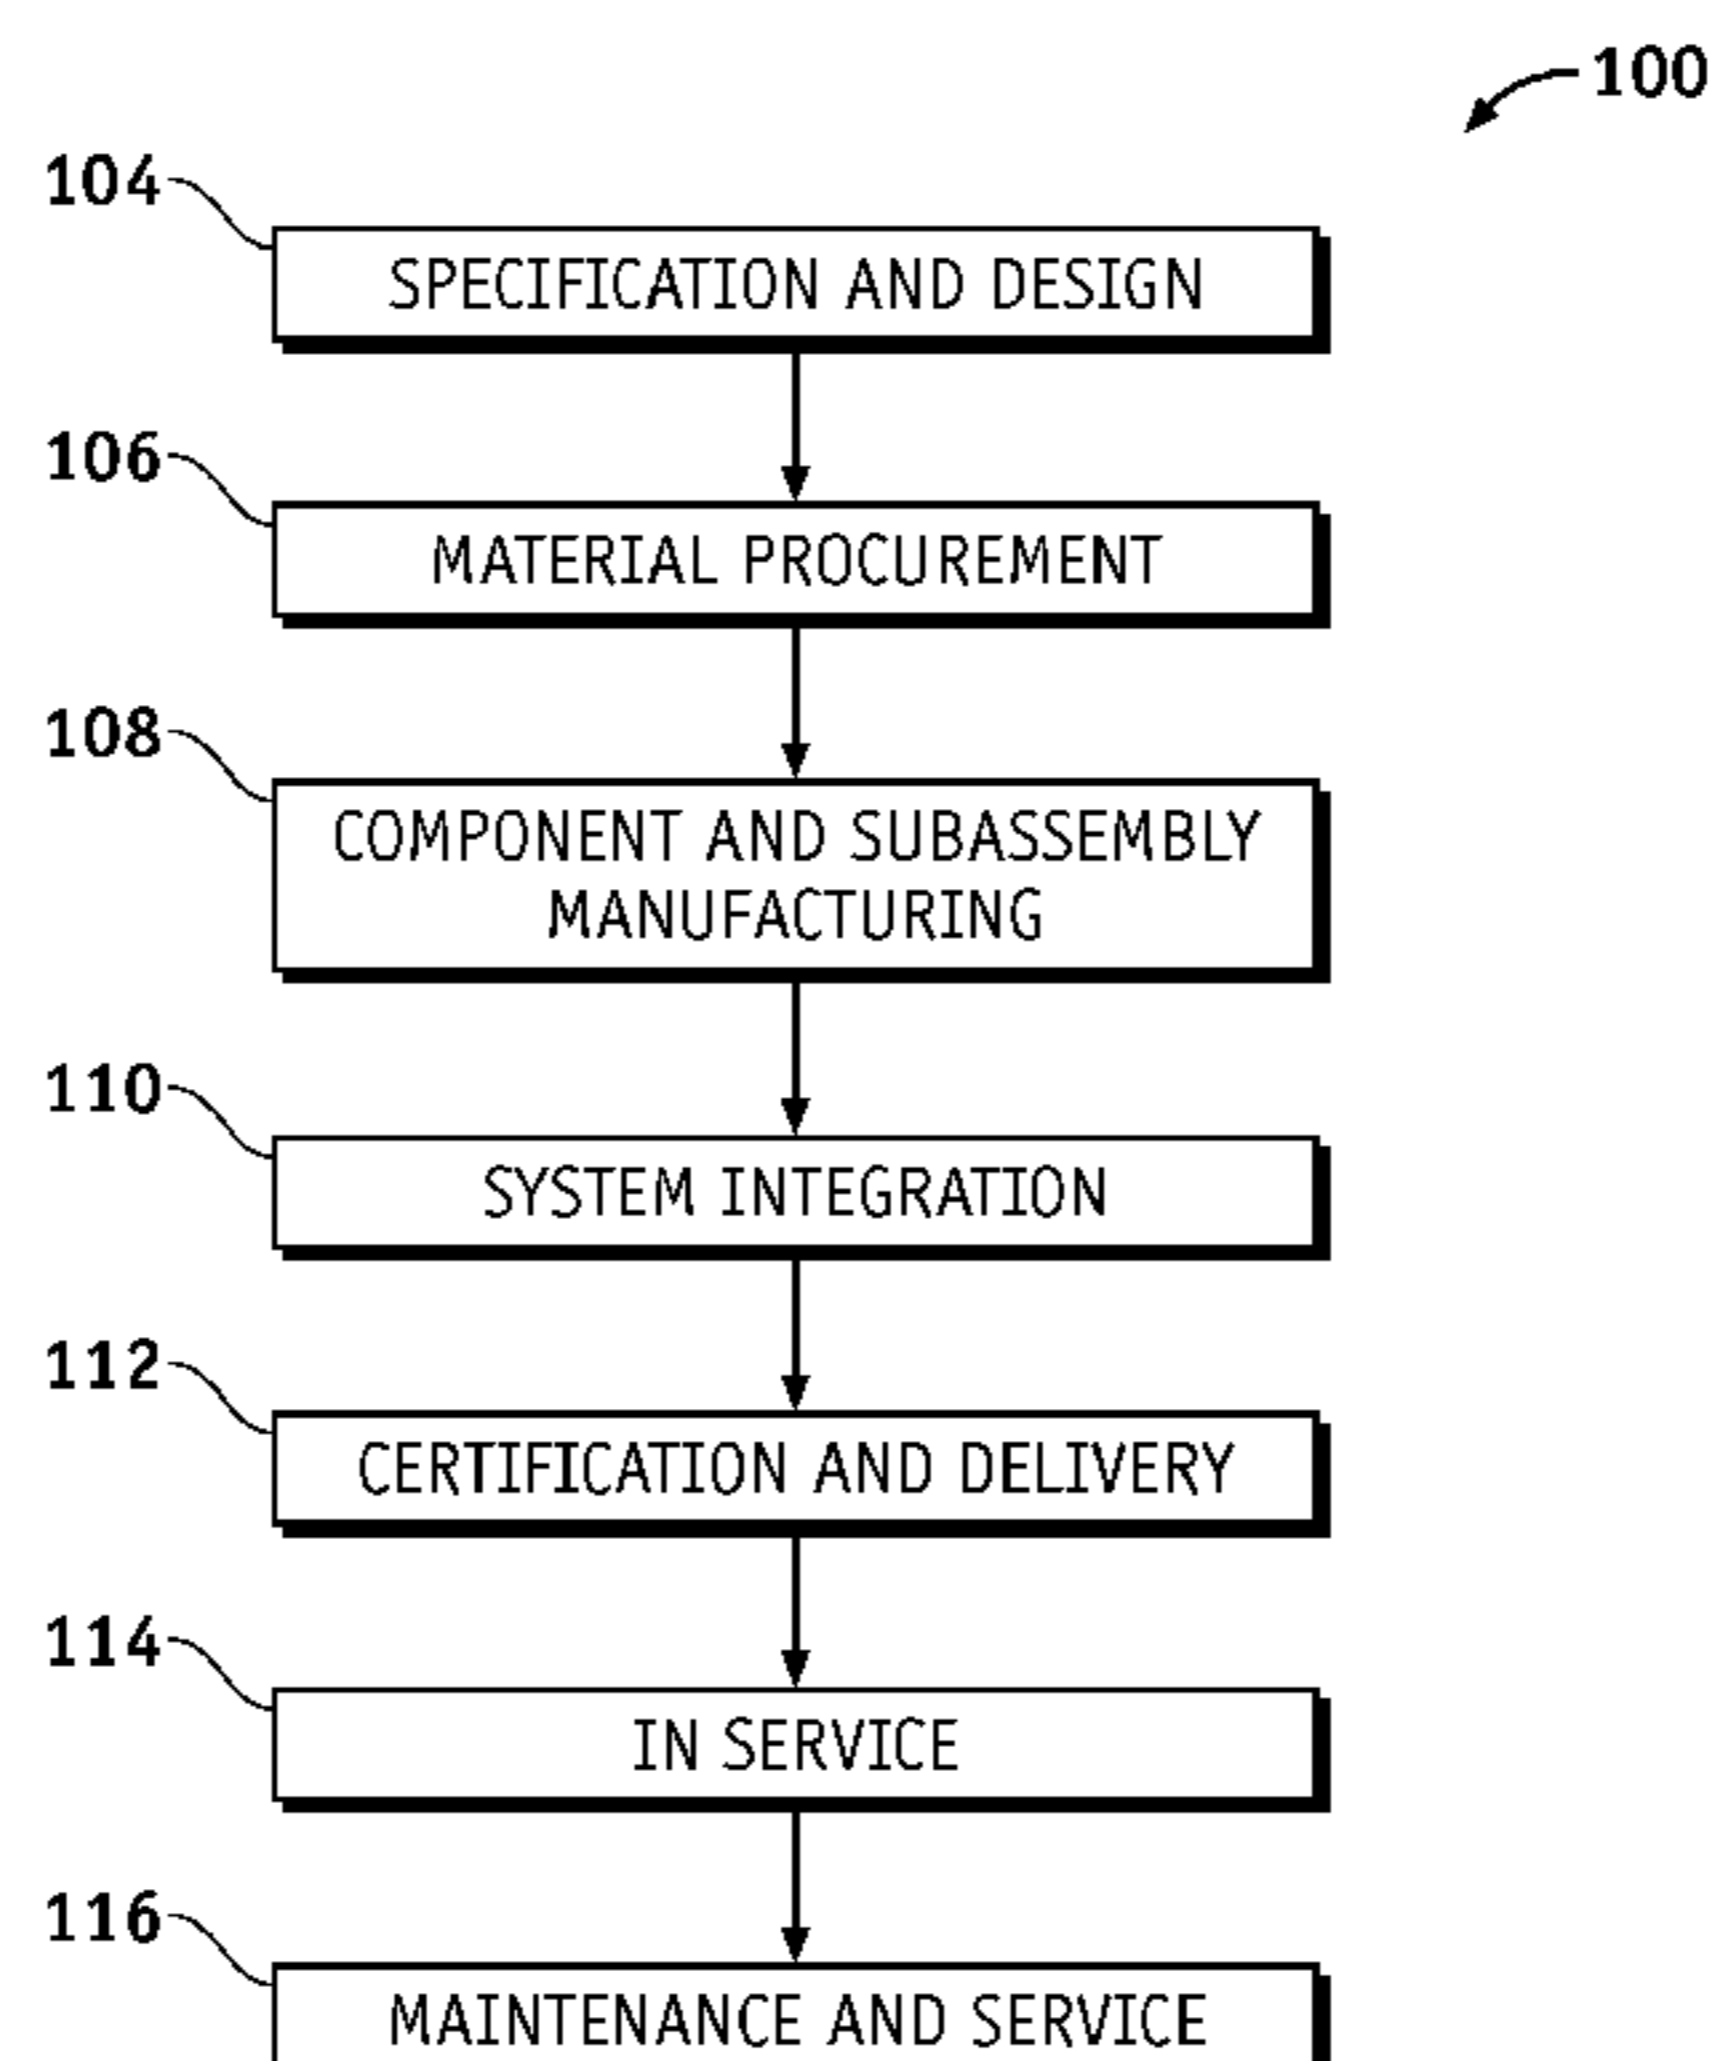 100
104
SPECIFICATION AND DESIGN
106
MATERIAL PROCUREMENT
108
COMPONENT AND SUBASSEMBLY
MANUFACTURING
110
SYSTEM INTEGRATION
112
CERTIFICATION AND DELIVERY
114
IN SERVICE
116
MAINTENANCE AND SERVICE